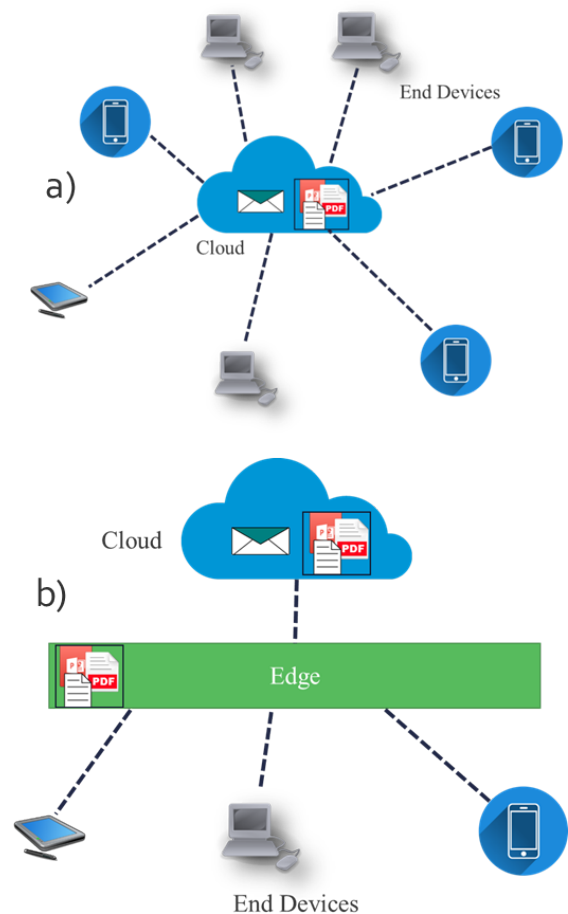 End Devices
a)
PDF
Cloud
Cloud
PDF
b)
PDF
Edge
End Devices